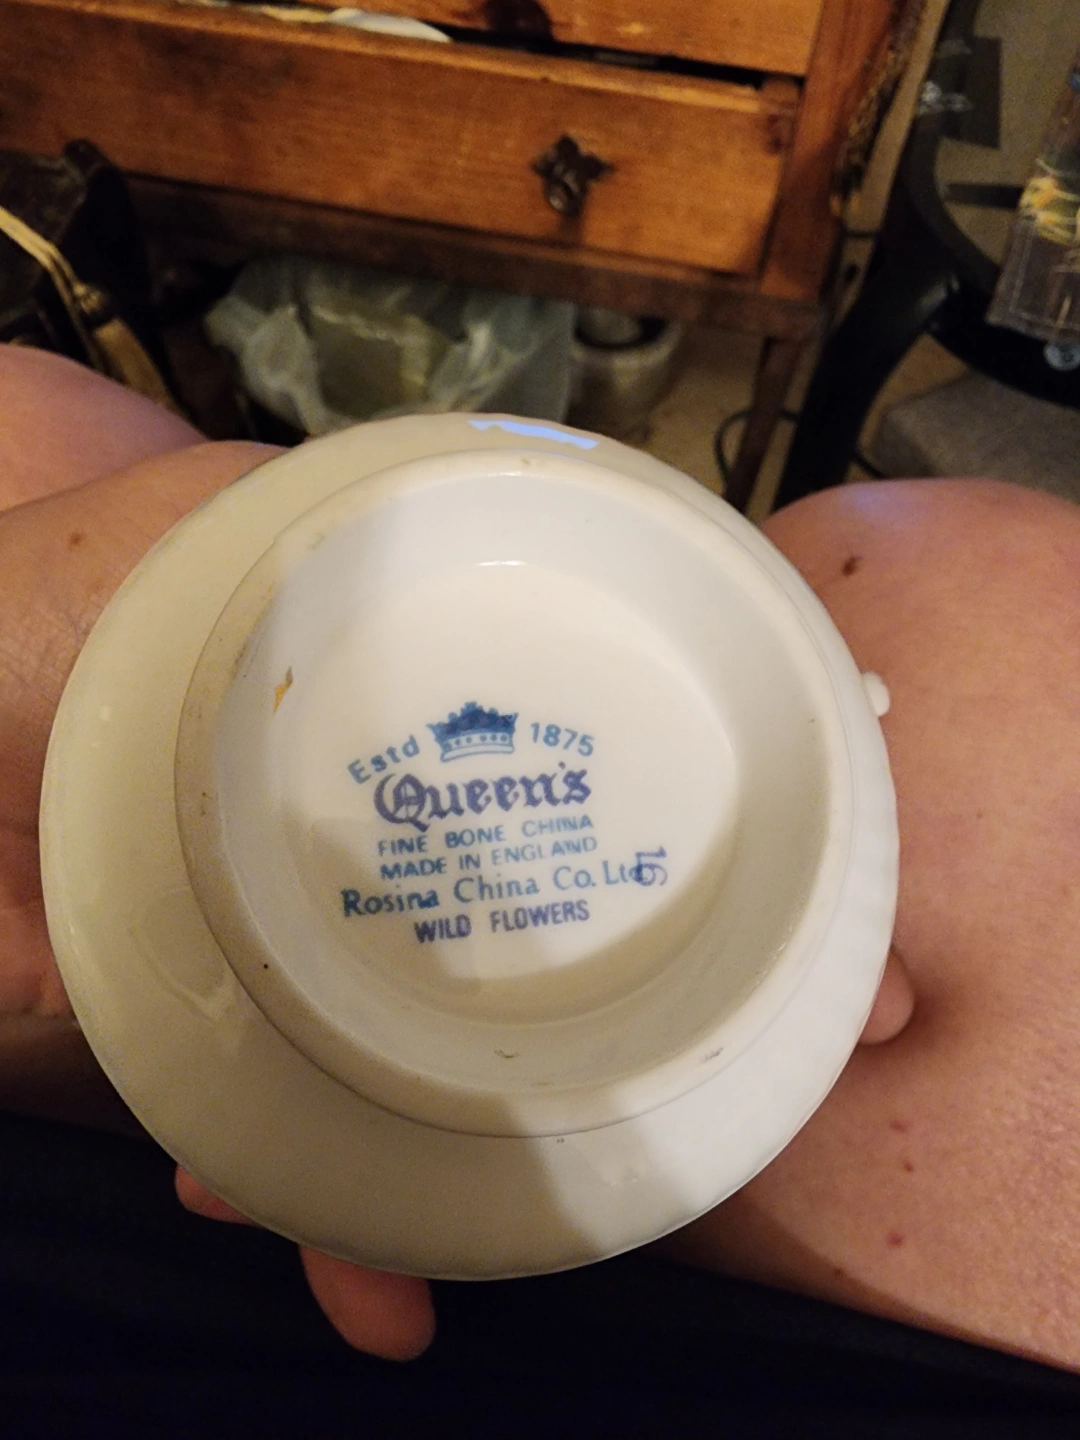 Estd 1875
Queen's
FINE BONE CHINA
MADE IN ENGLAND
Rosina China Co. Ltd
WILD FLOWERS